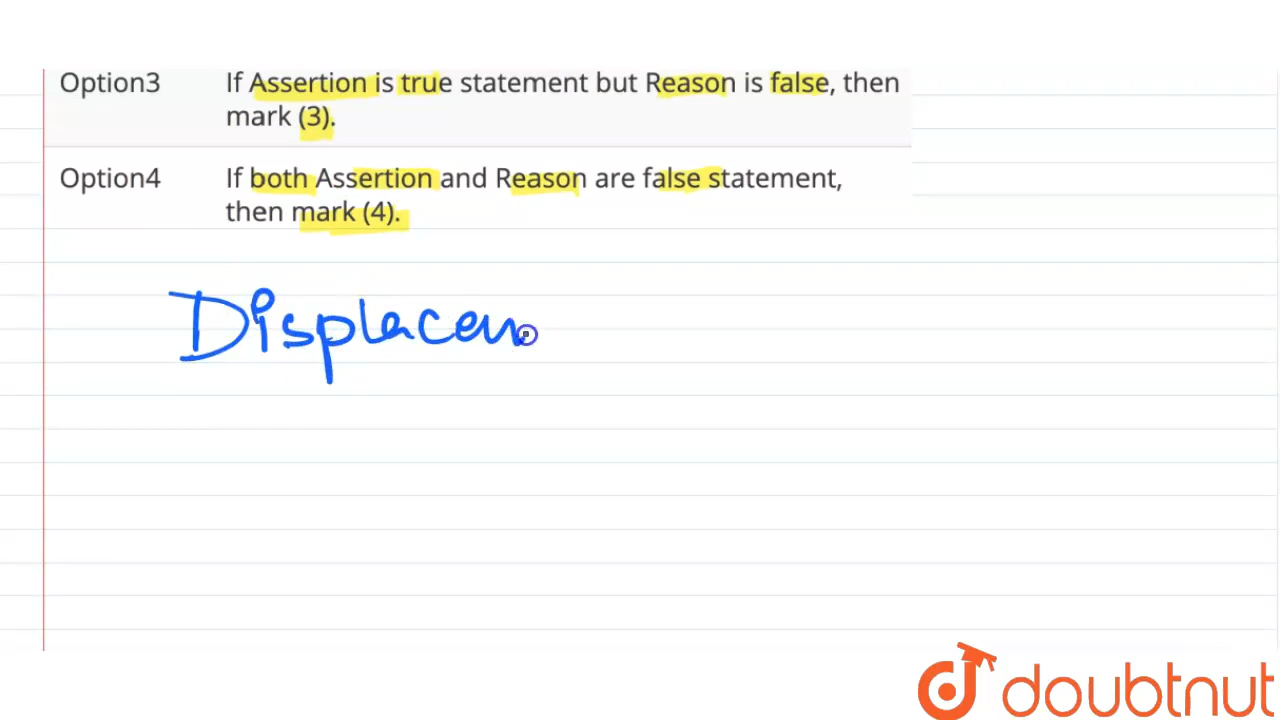 Option3 If Assertion is true statement but Reason is false, then
mark (3).
Option4 If both Assertion and Reason are false statement,
then mark (4).
Displacem
doubtnut